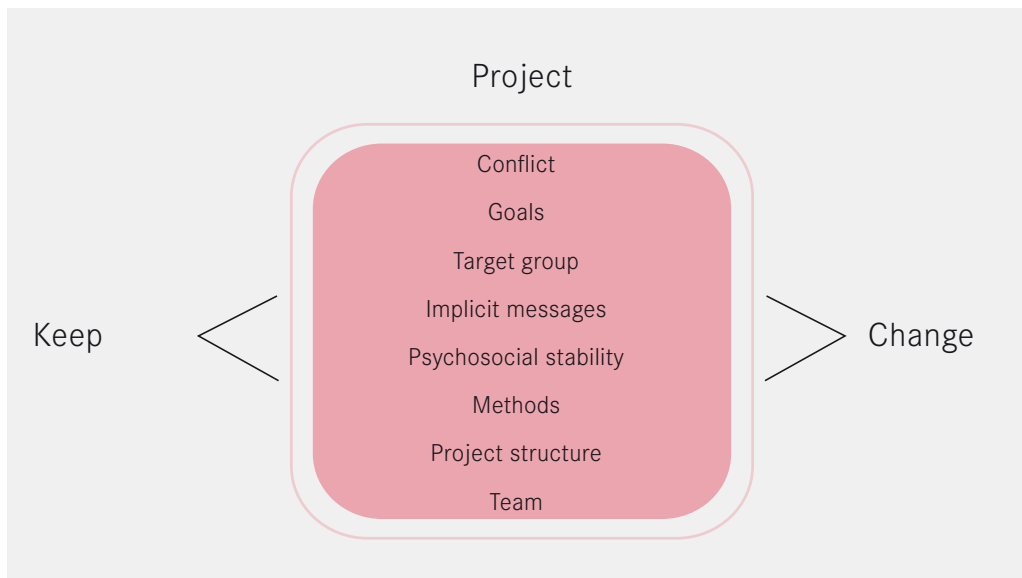 Project
Conflict
Goals
Target group
Implicit messages
Keep
Change
Psychosocial stability
Methods
Project structure
Team